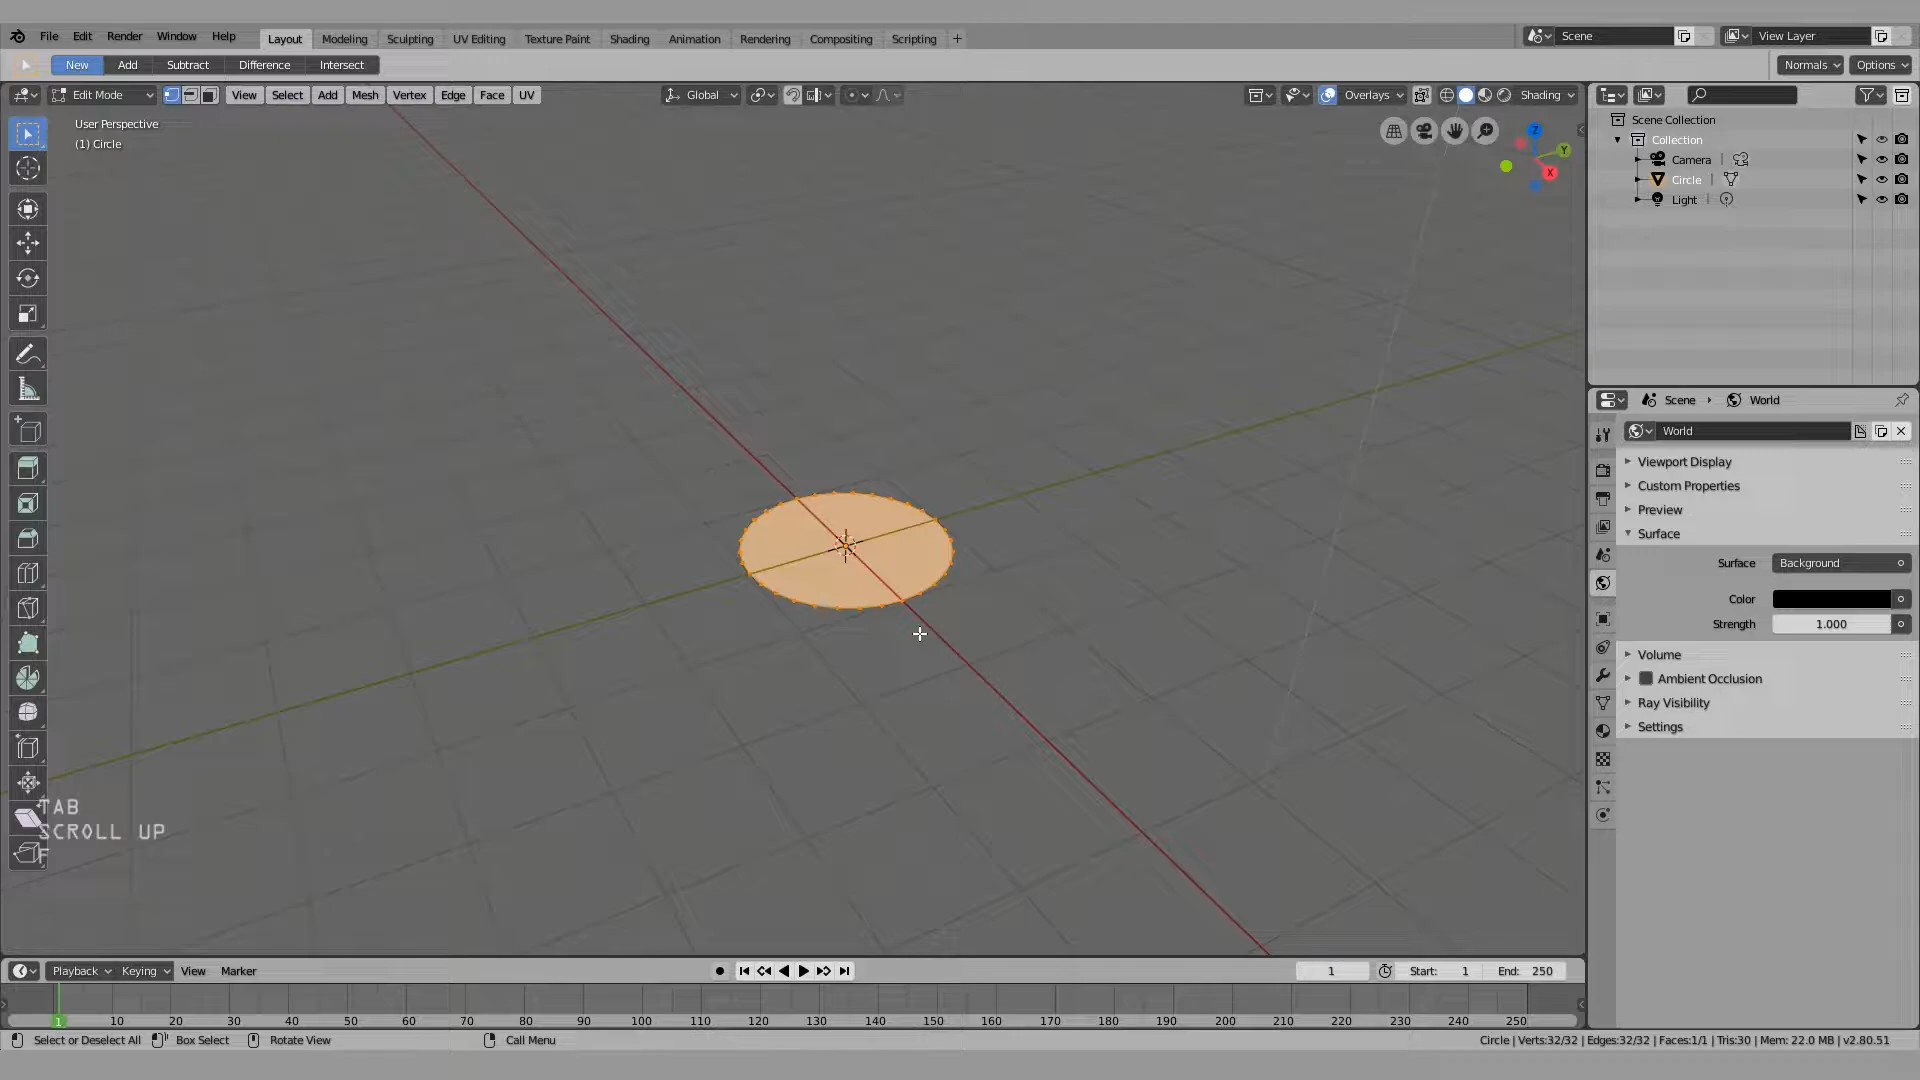 File Edit Render Window Help Layout Modeling Sculpting UV Editing Texture Paint Shading Animation Rendering Compositing Scripting + Scene View Layer
New Add Subtract Difference Intersect Normals Options
Edit Mode View Select Add Mesh Vertex Edge Face UV Global Overlays Shading
User Perspective
(1) Circle
Z
Y
X
Scene Collection
Collection
Camera
Circle
Light
Scene World
World
Viewport Display
Custom Properties
Preview
Surface
Surface Background
Color
Strength 1.000
Volume
Ambient Occlusion
Ray Visibility
Settings
TAB
SCROLL UP
F
Playback Keying View Marker 1 Start: 1 End: 250
1 10 20 30 40 50 60 70 80 90 100 110 120 130 140 150 160 170 180 190 200 210 220 230 240 250
Select or Deselect All Box Select Rotate View Call Menu Circle | Verts:32/32 | Edges:32/32 | Faces:1/1 | Tris:30 | Mem: 22.0 MB | v2.80.51